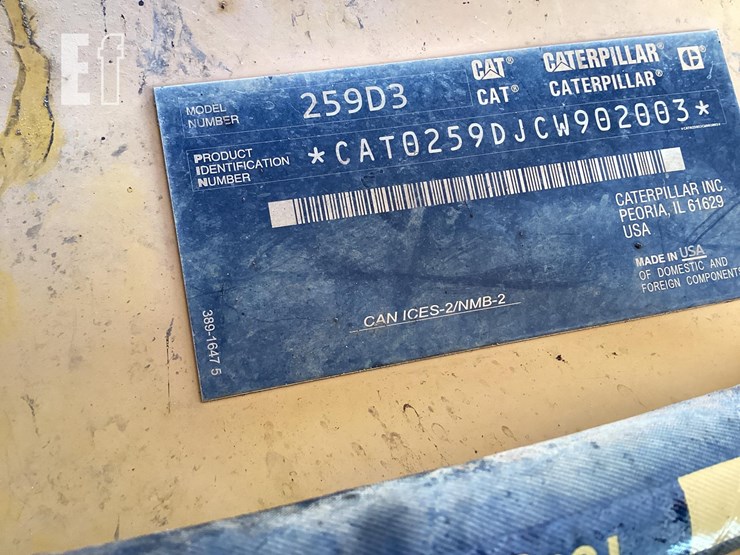 Ef
CAT® CATERPILLAR® C
CAT® CATERPILLAR®
MODEL
NUMBER
259D3
PRODUCT
IDENTIFICATION
NUMBER
*CAT0259DJCW902003*
CATERPILLAR INC.
PEORIA, IL 61629
USA
MADE IN USA
OF DOMESTIC AND
FOREIGN COMPONENTS
CAN ICES-2/NMB-2
389-1647 5